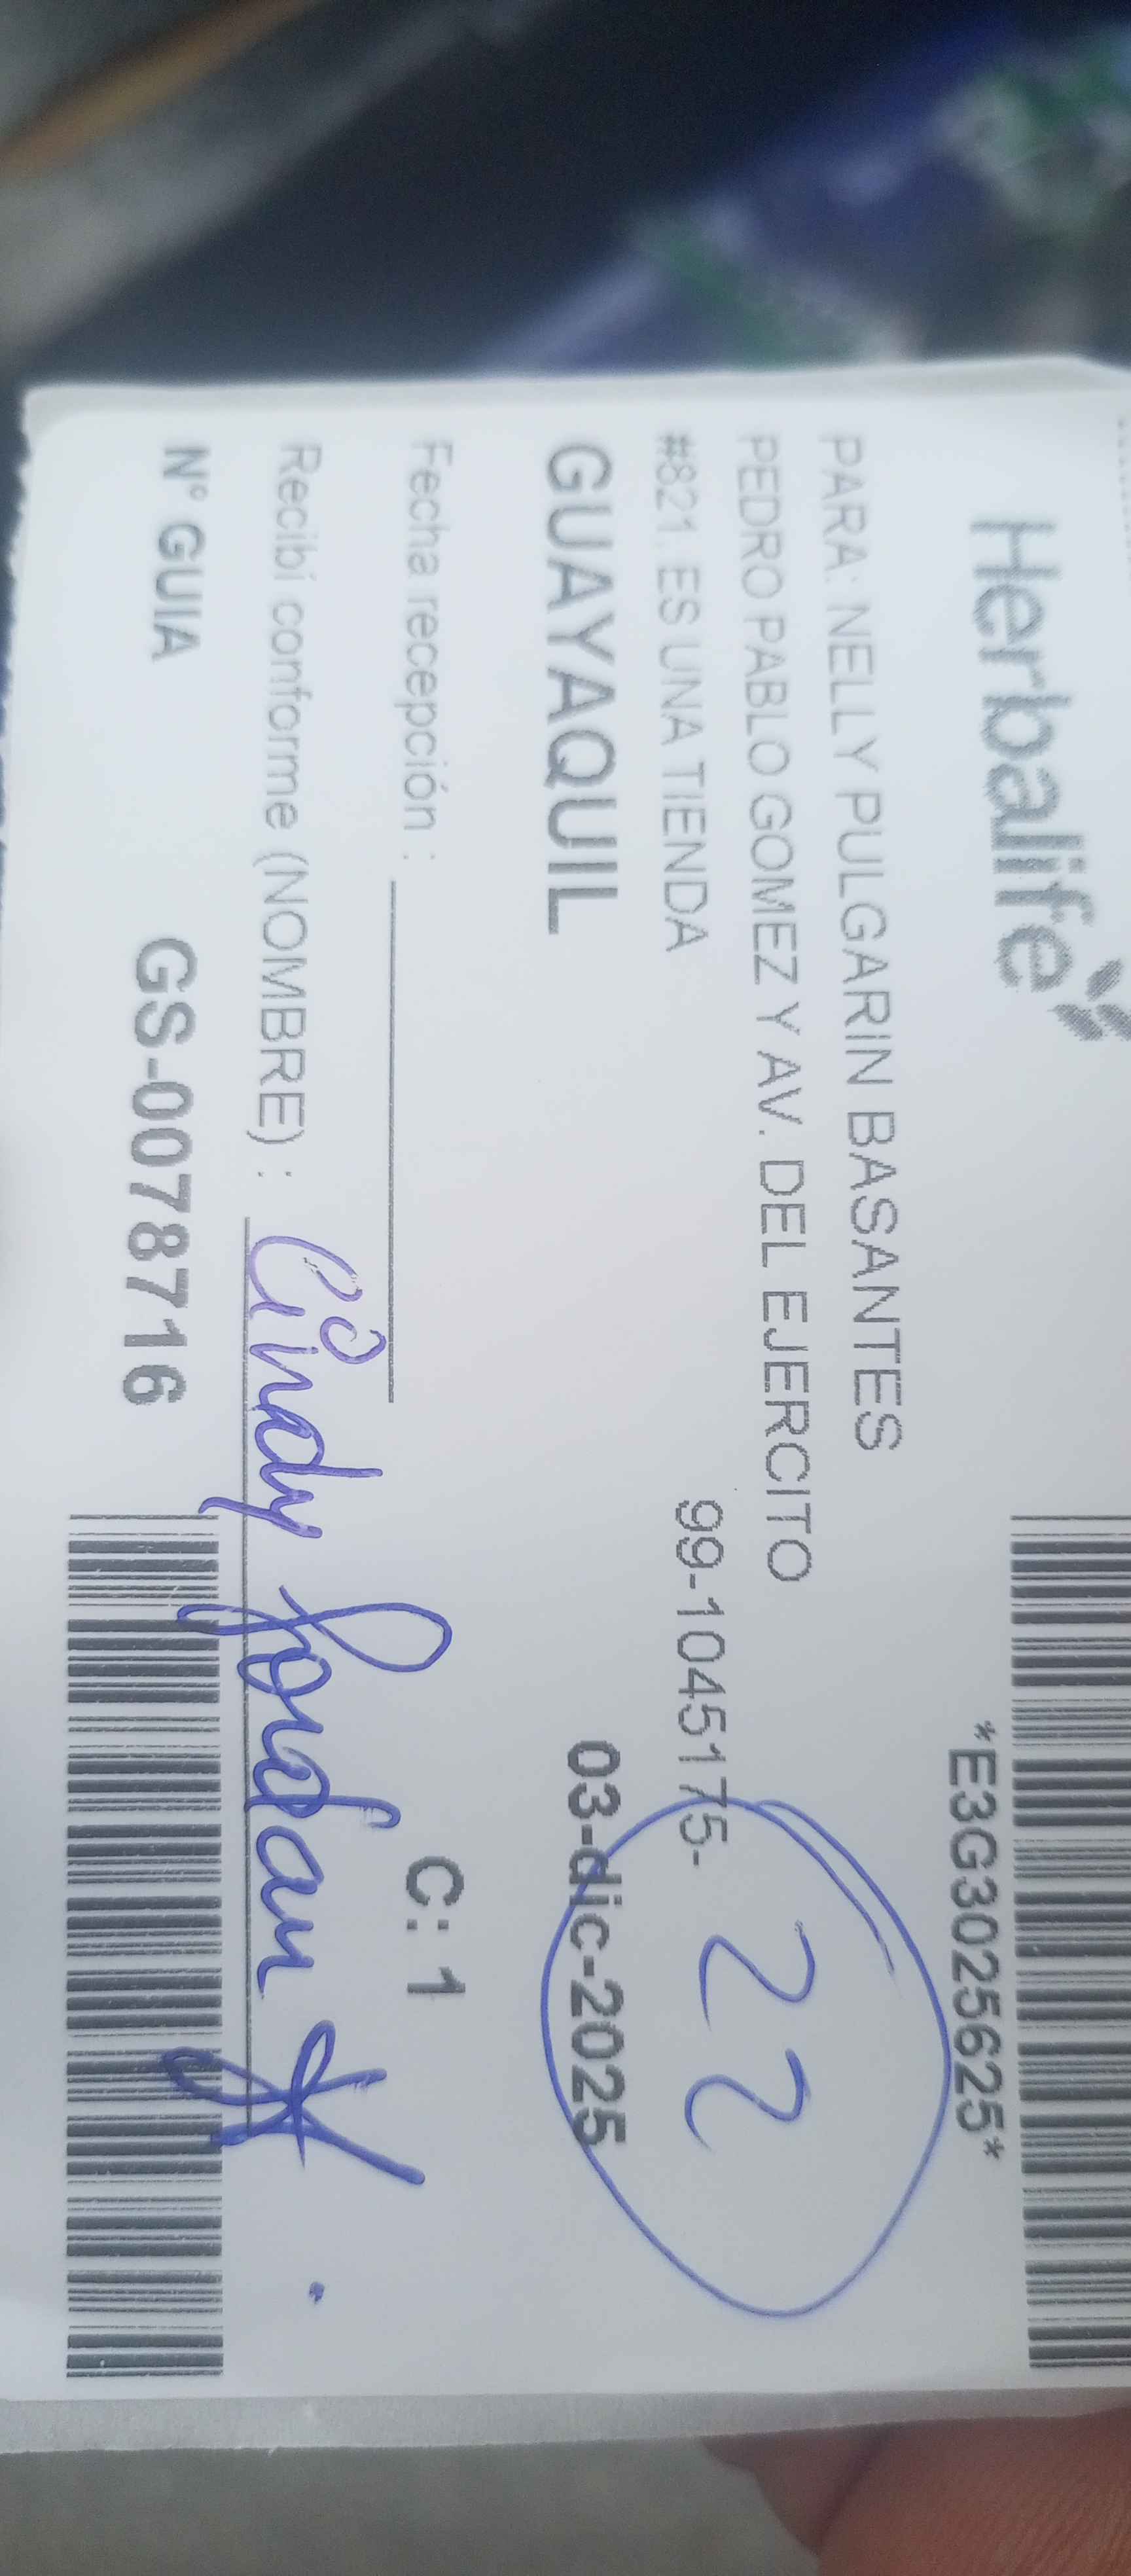 Herbalife
*E3G3025625*
PARA: NELLY PULGARIN BASANTES
PEDRO PABLO GOMEZ Y AV. DEL EJERCITO
#821, ES UNA TIENDA 99-1045175-
22
GUAYAQUIL 03-dic-2025
Fecha recepción : C: 1
Recibí conforme (NOMBRE) : Cindy Jordan
N° GUIA GS-0078716